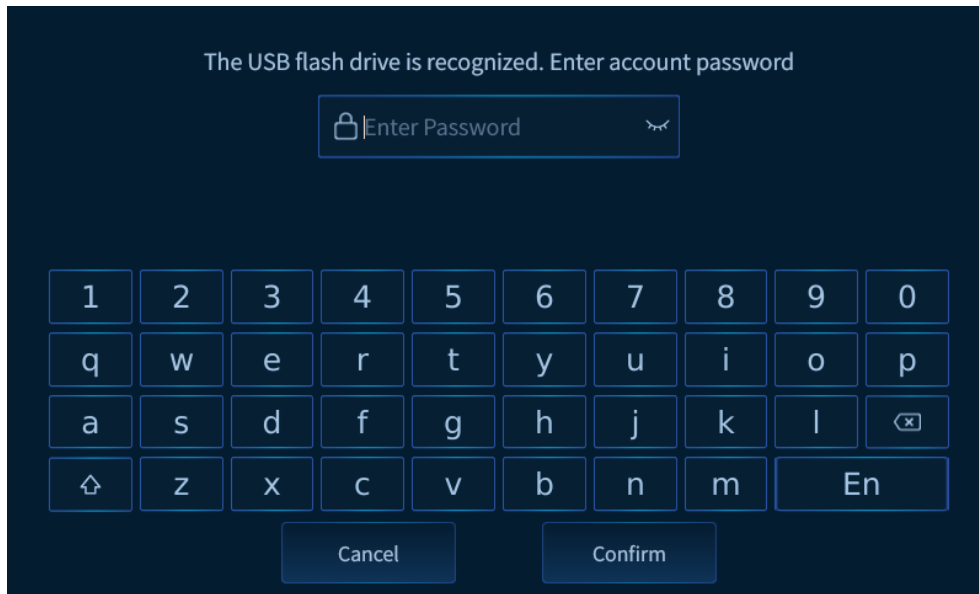 The USB flash drive is recognized. Enter account password
Enter Password
1 2 3 4 5 6 7 8 9 0
q w e r t y u i o p
a s d f g h j k l
z x c v b n m En
Cancel Confirm